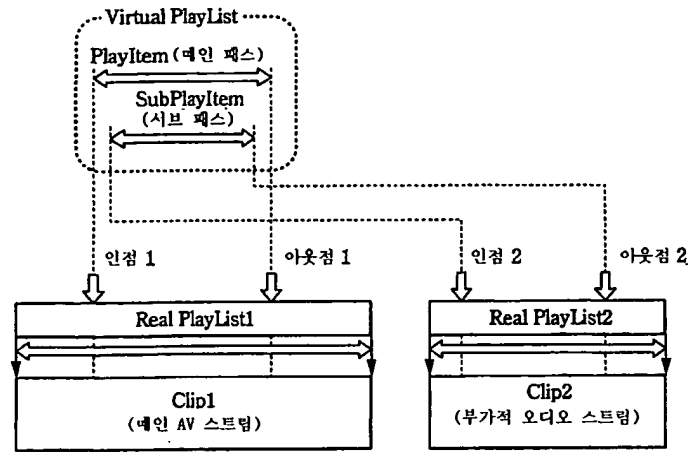 Virtual PlayList
PlayItem (메인 패스)
SubPlayItem
(서브 패스)
인점 1
아웃점 1
인점 2
아웃점 2
Real PlayList1
Real PlayList2
Clip1
(메인 AV 스트림)
Clip2
(부가적 오디오 스트림)